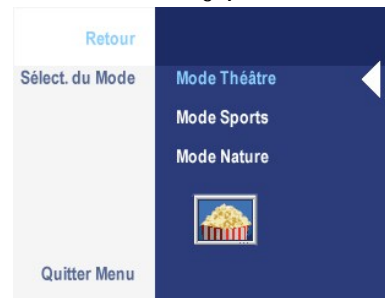 Retour
Sélect. du Mode
Mode Théâtre
Mode Sports
Mode Nature
Quitter Menu